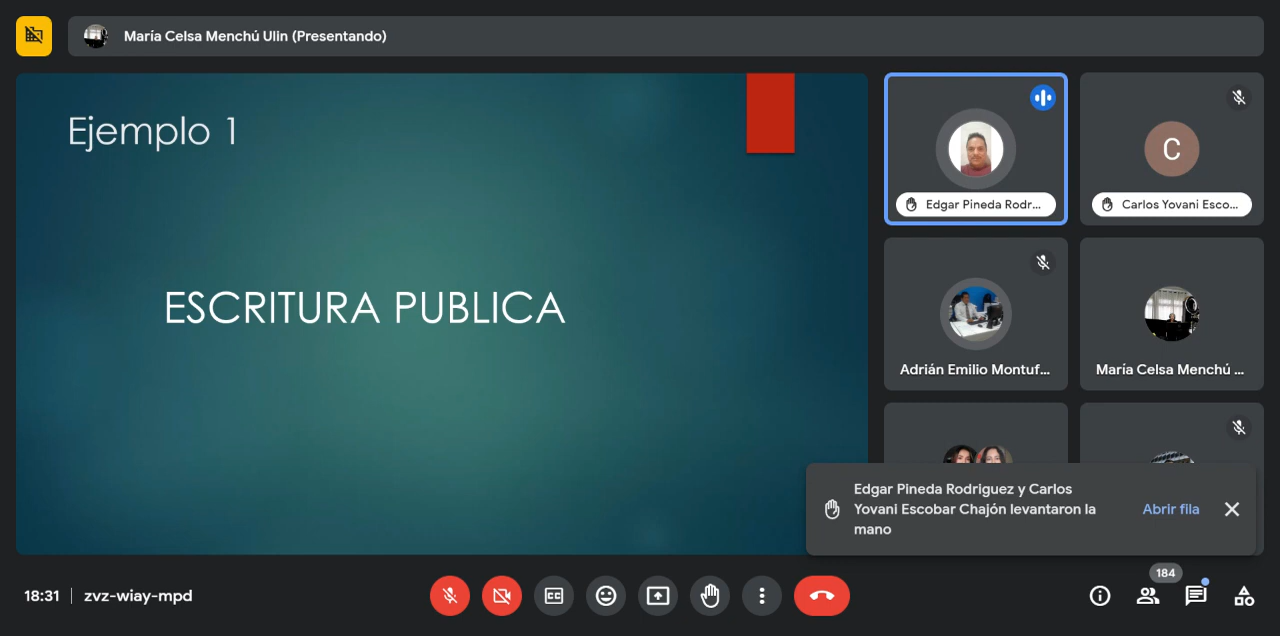 María Celsa Menchú Ulin (Presentando)
Ejemplo 1
ESCRITURA PUBLICA
Edgar Pineda Rodr...
C
Carlos Yovani Esco...
Adrián Emilio Montuf...
María Celsa Menchú ...
Edgar Pineda Rodriguez y Carlos
Yovani Escobar Chajón levantaron la
mano
Abrir fila
18:31
zvz-wiay-mpd
CC
184